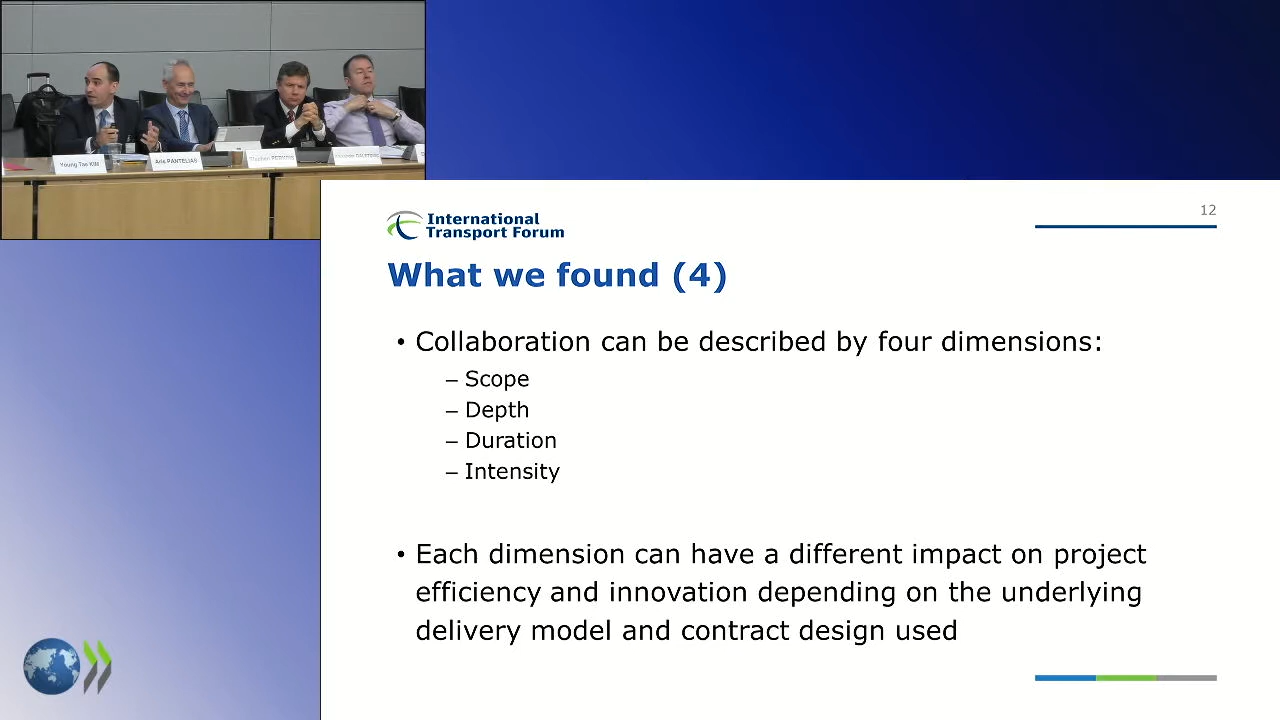 Young Tae KIM
Aris PANTELIAS
Stephen PERKINS
International
Transport Forum
12
What we found (4)
• Collaboration can be described by four dimensions:
– Scope
– Depth
– Duration
– Intensity
• Each dimension can have a different impact on project
efficiency and innovation depending on the underlying
delivery model and contract design used